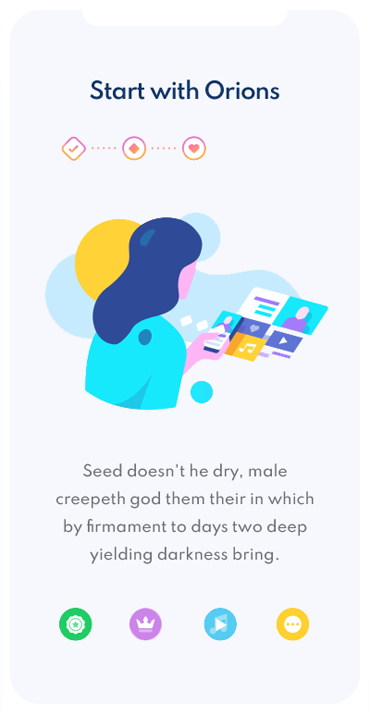 Start with Orions
Seed doesn't he dry, male
creepeth god them their in which
by firmament to days two deep
yielding darkness bring.